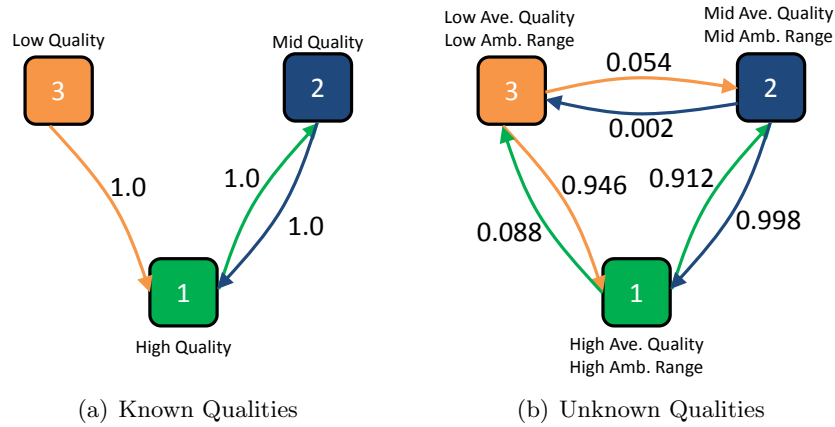 Low Quality
Mid Quality
3
2
1.0
1.0
1.0
1
High Quality
(a) Known Qualities
Low Ave. Quality
Low Amb. Range
Mid Ave. Quality
Mid Amb. Range
0.054
3
2
0.002
0.946
0.912
0.088
0.998
1
High Ave. Quality
High Amb. Range
(b) Unknown Qualities